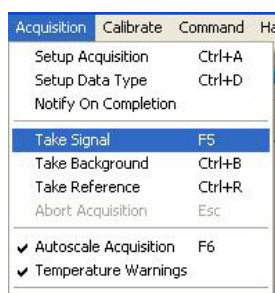 Acquisition Calibrate Command Ha
Setup Acquisition Ctrl+A
Setup Data Type Ctrl+D
Notify On Completion
Take Signal F5
Take Background Ctrl+B
Take Reference Ctrl+R
Abort Acquisition Esc
Autoscale Acquisition F6
Temperature Warnings